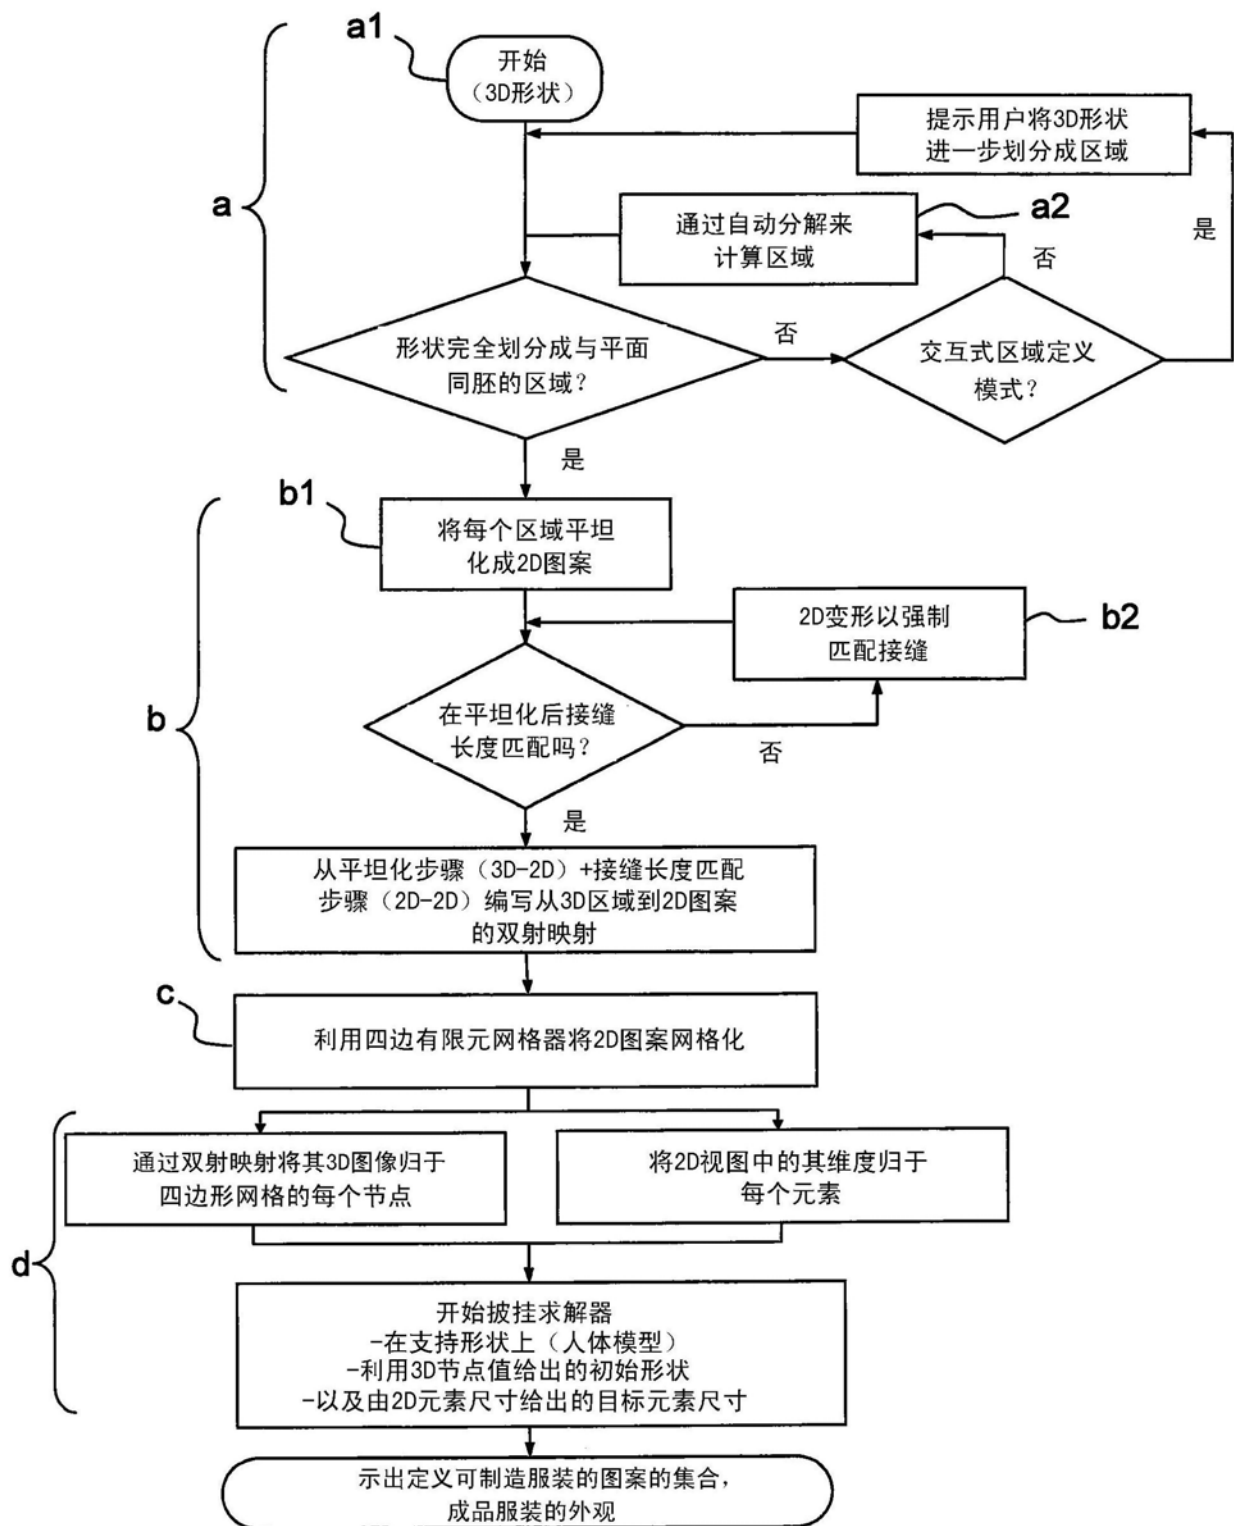 a1
开始
（3D形状）
提示用户将3D形状
进一步划分成区域
a
a2
通过自动分解来
计算区域
是
否
形状完全划分成与平面
同胚的区域？
否
交互式区域定义
模式？
是
b1
将每个区域平坦
化成2D图案
2D变形以强制
匹配接缝
b2
b
在平坦化后接缝
长度匹配吗？
否
是
从平坦化步骤（3D-2D）+接缝长度匹配
步骤（2D-2D）编写从3D区域到2D图案
的双射映射
c
利用四边有限元网格器将2D图案网格化
通过双射映射将其3D图像归于
四边形网格的每个节点
将2D视图中的其维度归于
每个元素
d
开始披挂求解器
-在支持形状上（人体模型）
-利用3D节点值给出的初始形状
-以及由2D元素尺寸给出的目标元素尺寸
示出定义可制造服装的图案的集合，
成品服装的外观